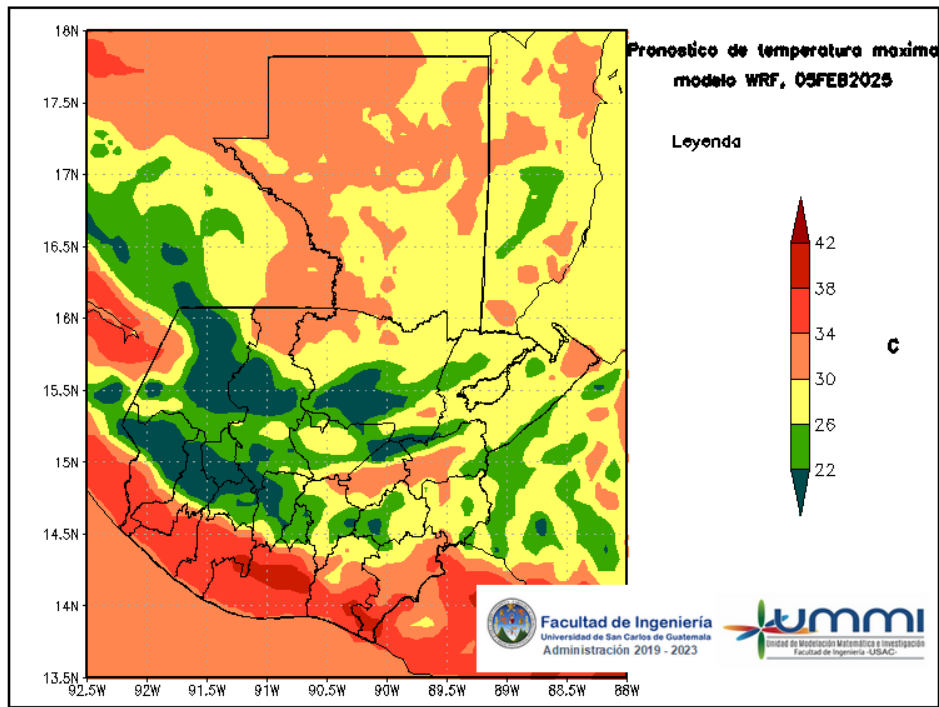 Pronostico de temperatura maxima
modelo WRF, 05FEB2025
Leyenda
18N
17.5N
17N
16.5N
16N
15.5N
15N
14.5N
14N
13.5N
92.5W
92W
91.5W
91W
90.5W
90W
89.5W
89W
88.5W
88W
42
38
34
30
26
22
C
Facultad de Ingeniería
Universidad de San Carlos de Guatemala
Administración 2019 - 2023
UMMI
Unidad de Modelación Matemática e Investigación
Facultad de Ingeniería -USAC-